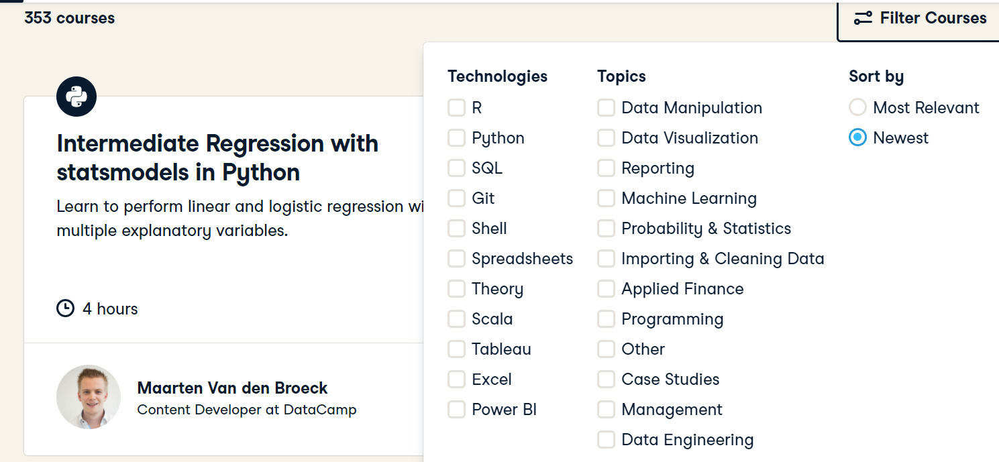 353 courses
Filter Courses
Intermediate Regression with
statsmodels in Python
Learn to perform linear and logistic regression
multiple explanatory variables.
4 hours
Maarten Van den Broeck
Content Developer at DataCamp
Technologies
R
Python
SQL
Git
Shell
Spreadsheets
Theory
Scala
Tableau
Excel
Power BI
Topics
Data Manipulation
Data Visualization
Reporting
Machine Learning
Probability & Statistics
Importing & Cleaning Data
Applied Finance
Programming
Other
Case Studies
Management
Data Engineering
Sort by
Most Relevant
Newest